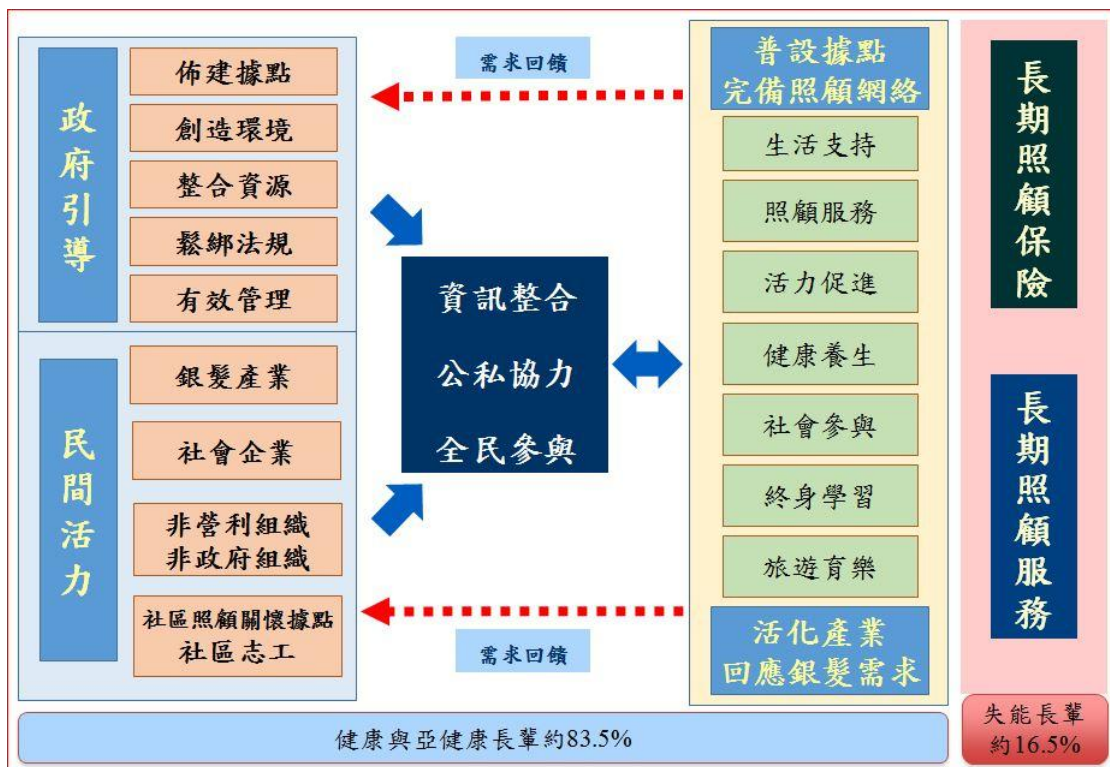 政府引導
佈建據點
創造環境
整合資源
鬆綁法規
有效管理
民間活力
銀髮產業
社會企業
非營利組織
非政府組織
社區照顧關懷據點
社區志工
需求回饋
資訊整合
公私協力
全民參與
需求回饋
普設據點
完備照顧網絡
生活支持
照顧服務
活力促進
健康養生
社會參與
終身學習
旅遊育樂
活化產業
回應銀髮需求
長期照顧保險
長期照顧服務
健康與亞健康長輩約83.5%
失能長輩
約16.5%